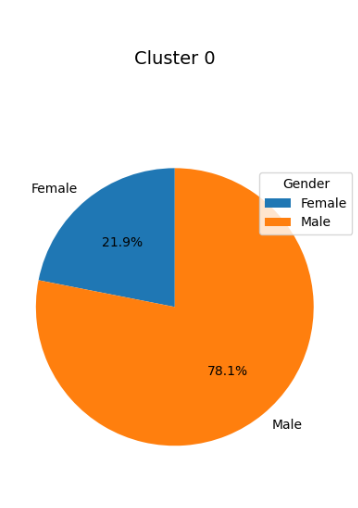 Cluster 0
Female
Gender
Female
Male
21.9%
78.1%
Male